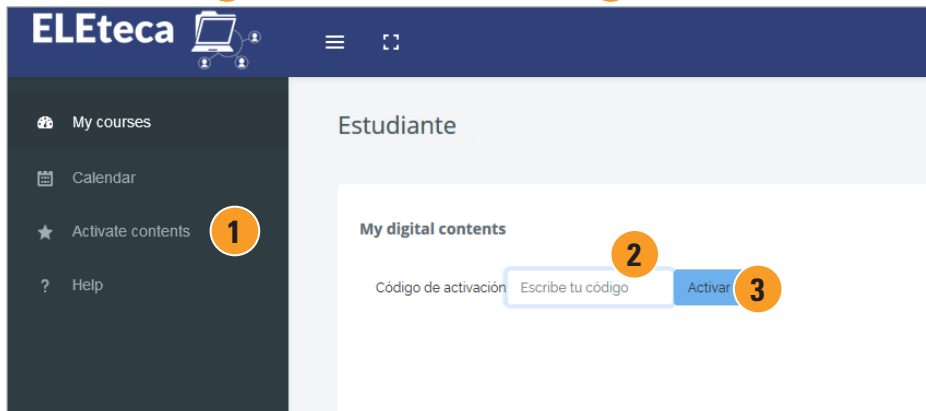 ELEteca
My courses
Calendar
Activate contents 1
? Help
Estudiante
My digital contents
2
Código de activación Escribe tu código Activar 3